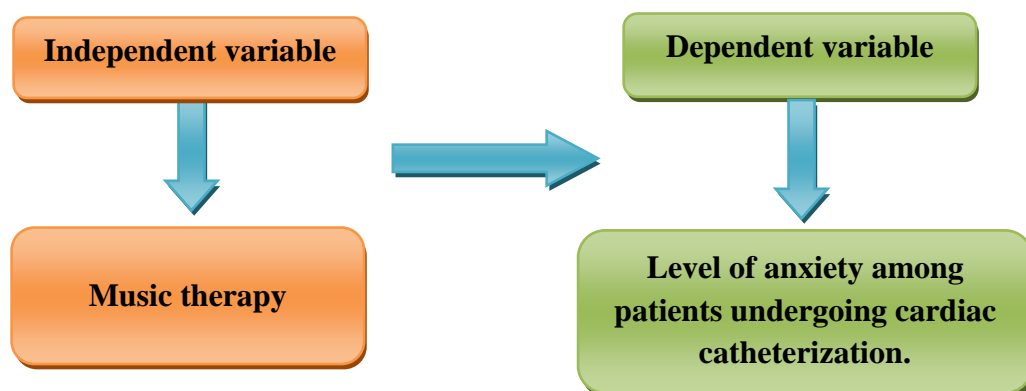 Independent variable
Dependent variable
Music therapy
Level of anxiety among
patients undergoing cardiac
catheterization.